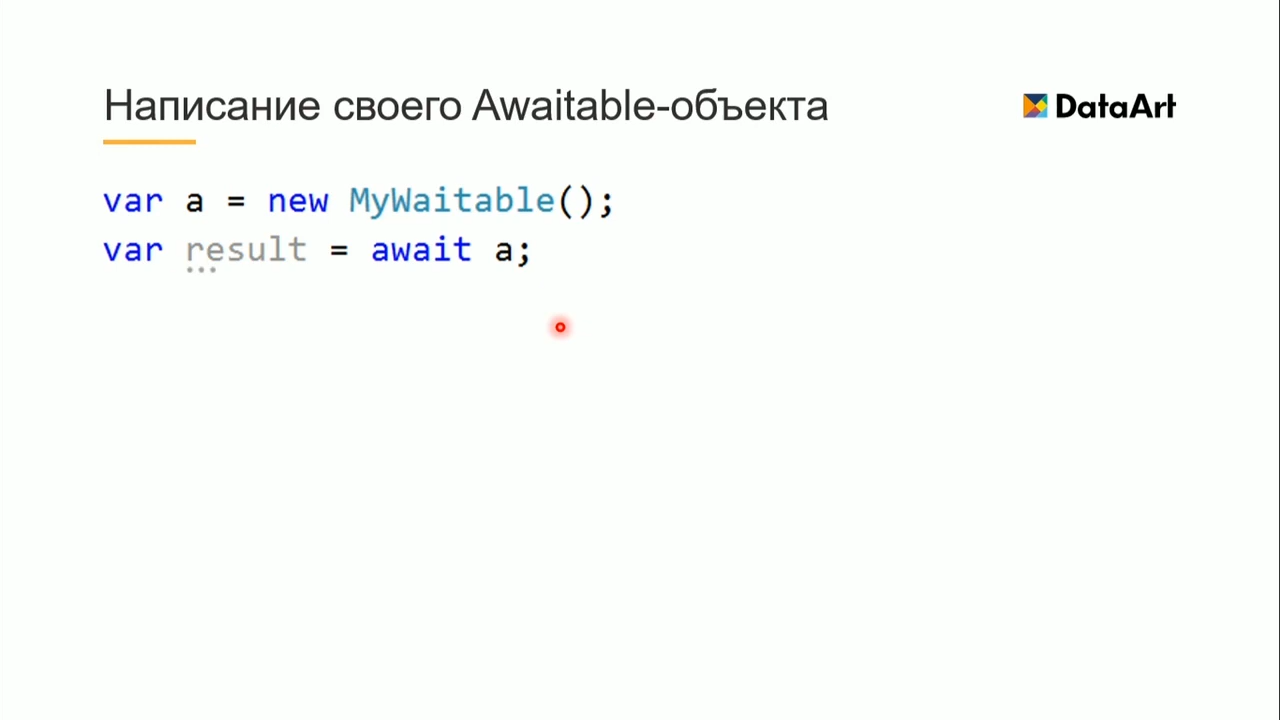 Написание своего Awaitable-объекта
DataArt
var a = new MyWaitable();
var result = await a;